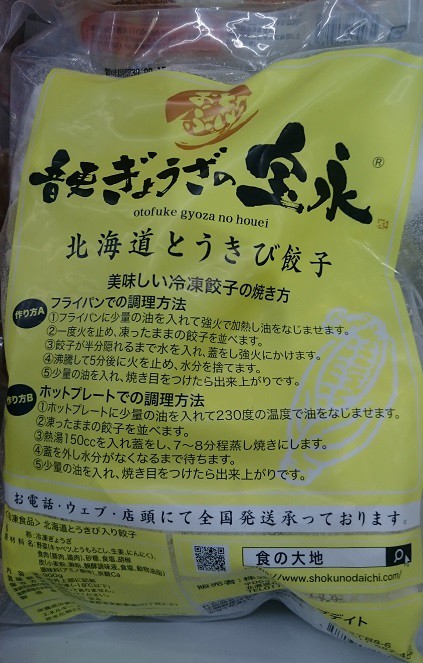 音更ぎょうざの宝永®
otofuke gyoza no houei
北海道とうきび餃子
美味しい冷凍餃子の焼き方
作り方A フライパンでの調理方法
①フライパンに少量の油を入れて強火で加熱し油をなじませます。
②一度火を止め、凍ったままの餃子を並べます。
③餃子が半分隠れるまで水を入れ、蓋をし強火にかけます。
④沸騰して5分後に火を止め、水分を捨てます。
⑤少量の油を入れ、焼き目をつけたら出来上がりです。
作り方B ホットプレートでの調理方法
①ホットプレートに少量の油を入れて230度の温度で油をなじませます。
②凍ったままの餃子を並べます。
③熱湯150ccを入れ蓋をし、7〜8分程蒸し焼きにします。
④蓋を外し水分がなくなるまで待ちます。
⑤少量の油を入れ、焼き目をつけたら出来上がりです。
お電話・ウェブ・店頭にて全国発送承っております。
北海道とうきび入り餃子
冷凍ぎょうざ
食の大地
https://www.shokunodaichi.com/
販売者
900g